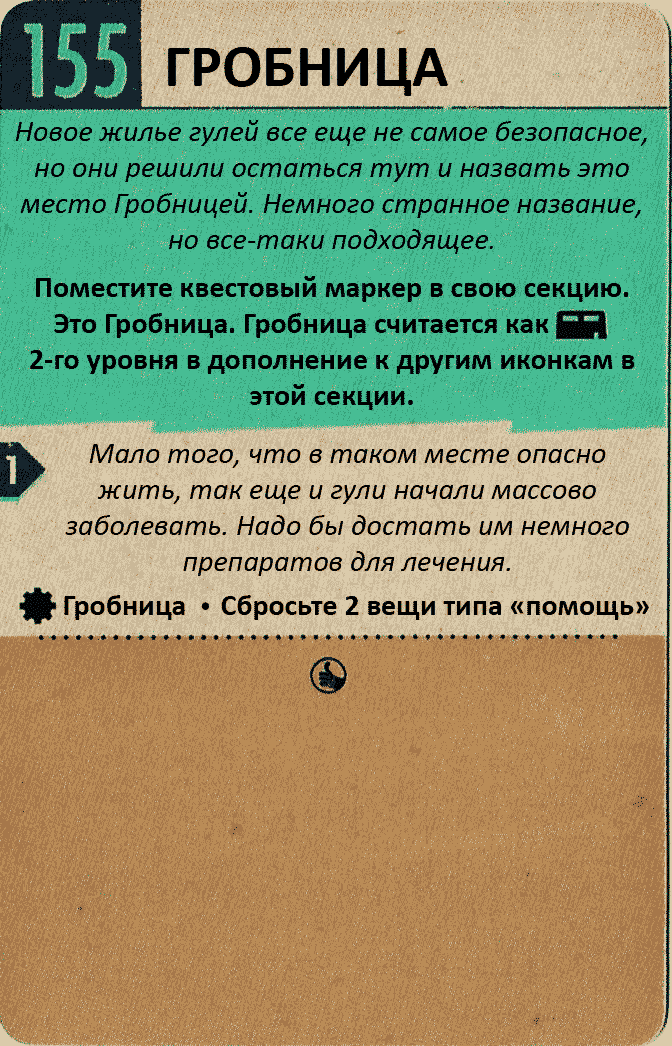 155
ГРОБНИЦА
Новое жилье гулей все еще не самое безопасное,
но они решили остаться тут и назвать это
место Гробницей. Немного странное название,
но все-таки подходящее.
Поместите квестовый маркер в свою секцию.
Это Гробница. Гробница считается как
2-го уровня в дополнение к другим иконкам в
этой секции.
1
Мало того, что в таком месте опасно
жить, так еще и гули начали массово
заболевать. Надо бы достать им немного
препаратов для лечения.
Гробница • Сбросьте 2 вещи типа «помощь»